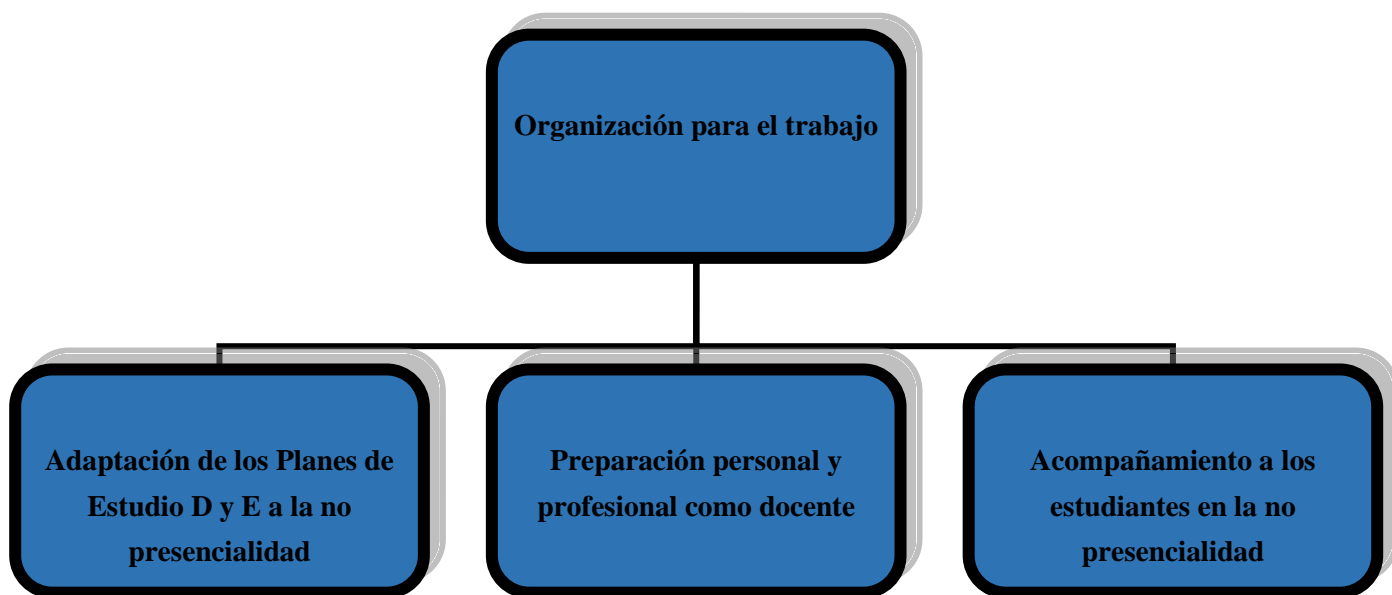 Organización para el trabajo
Adaptación de los Planes de
Estudio D y E a la no
presencialidad
Preparación personal y
profesional como docente
Acompañamiento a los
estudiantes en la no
presencialidad